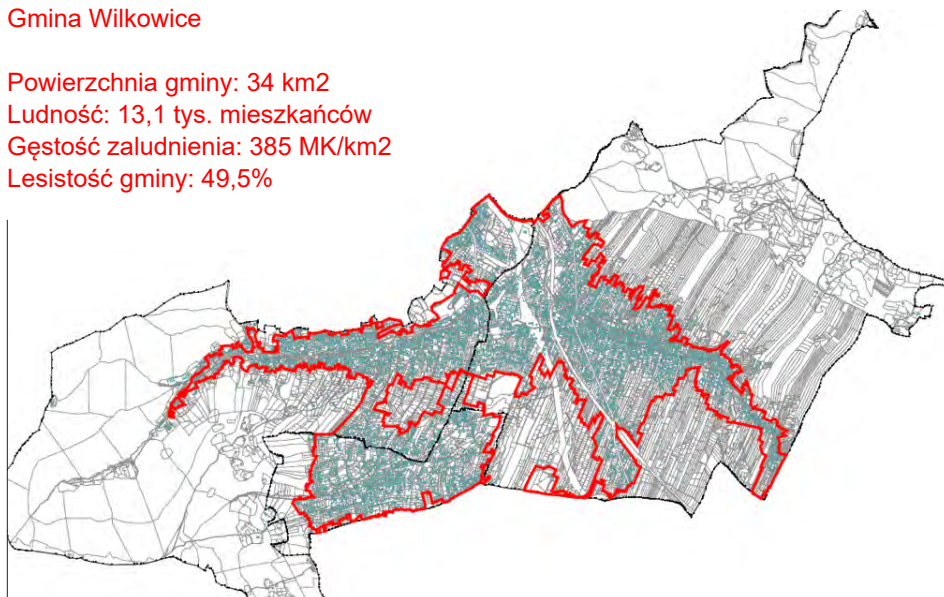 Gmina Wilkowice
Powierzchnia gminy: 34 km2
Ludność: 13,1 tys. mieszkańców
Gęstość zaludnienia: 385 MK/km2
Lesistość gminy: 49,5%